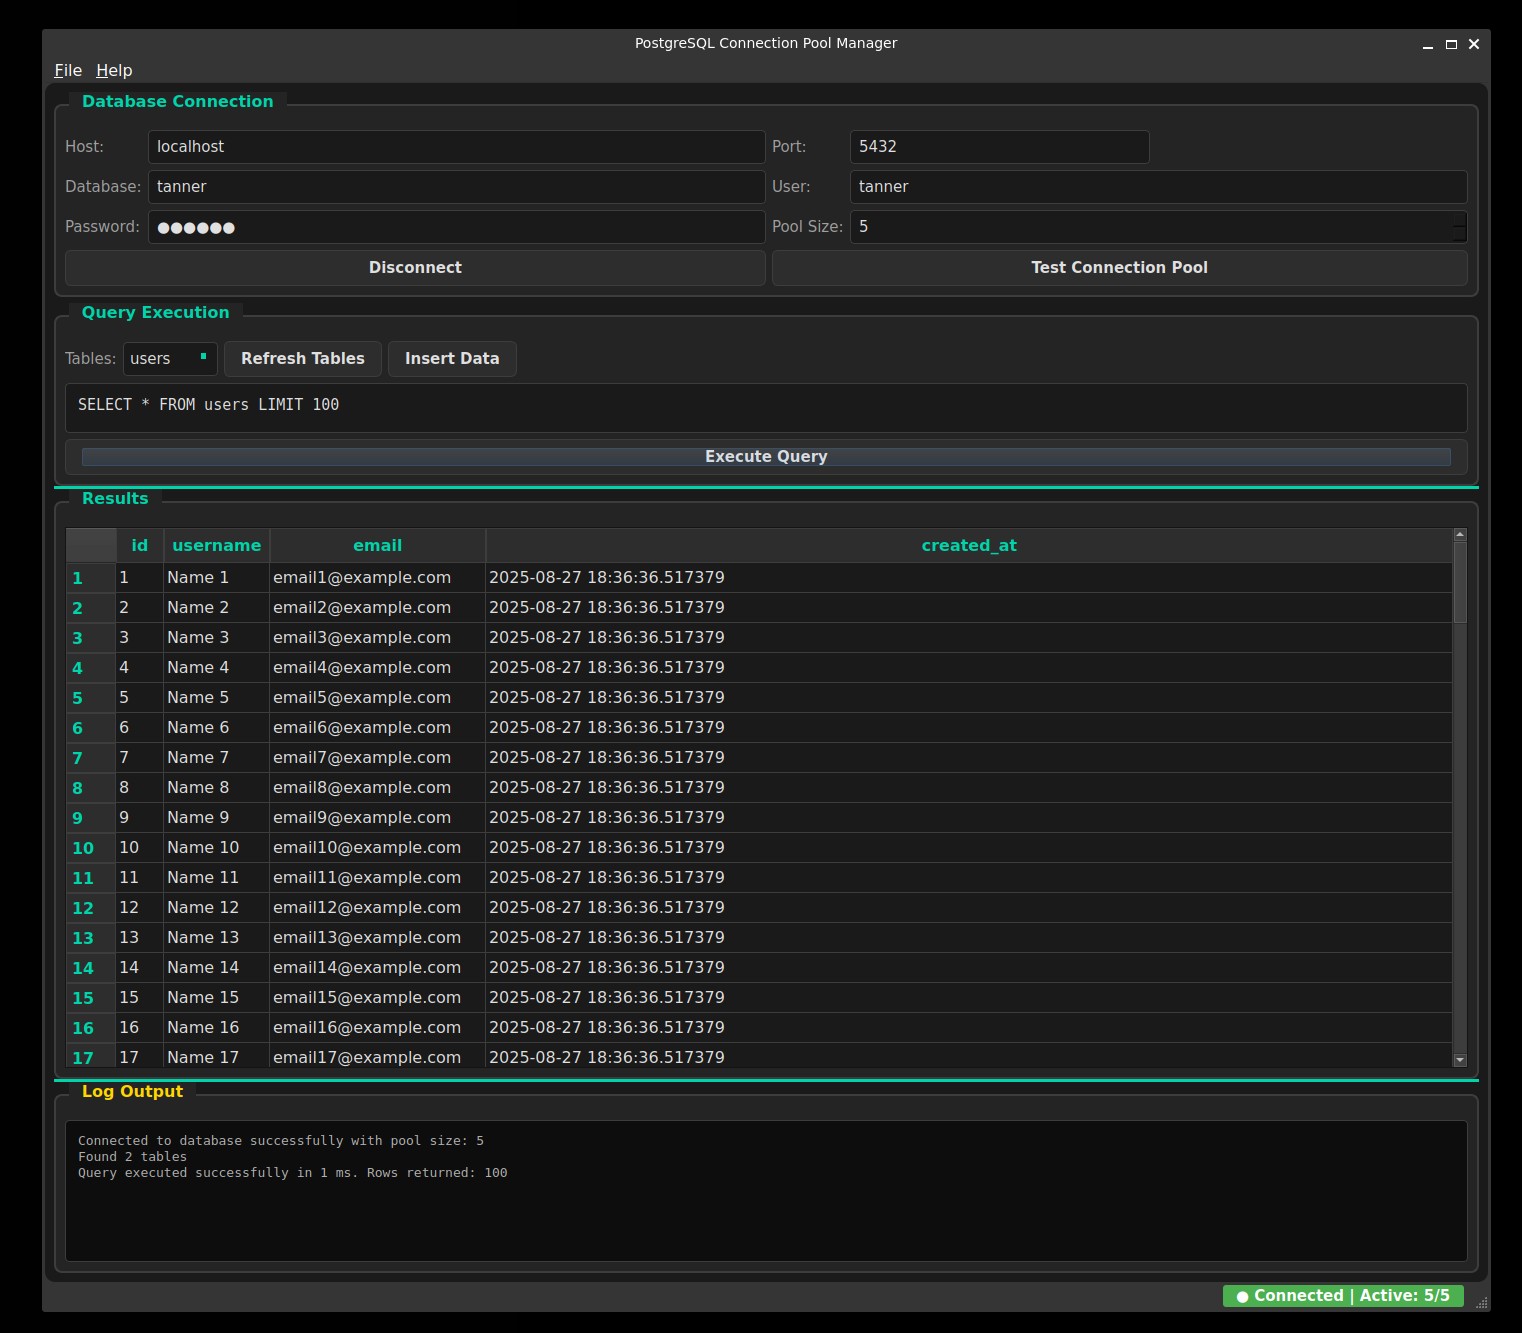 PostgreSQL Connection Pool Manager
File Help
Database Connection
Host: localhost Port: 5432
Database: tanner User: tanner
Password: ●●●●●● Pool Size: 5
Disconnect Test Connection Pool
Query Execution
Tables: users Refresh Tables Insert Data
SELECT * FROM users LIMIT 100
Execute Query
Results
id username email created_at
1 1 Name 1 email1@example.com 2025-08-27 18:36:36.517379
2 2 Name 2 email2@example.com 2025-08-27 18:36:36.517379
3 3 Name 3 email3@example.com 2025-08-27 18:36:36.517379
4 4 Name 4 email4@example.com 2025-08-27 18:36:36.517379
5 5 Name 5 email5@example.com 2025-08-27 18:36:36.517379
6 6 Name 6 email6@example.com 2025-08-27 18:36:36.517379
7 7 Name 7 email7@example.com 2025-08-27 18:36:36.517379
8 8 Name 8 email8@example.com 2025-08-27 18:36:36.517379
9 9 Name 9 email9@example.com 2025-08-27 18:36:36.517379
10 10 Name 10 email10@example.com 2025-08-27 18:36:36.517379
11 11 Name 11 email11@example.com 2025-08-27 18:36:36.517379
12 12 Name 12 email12@example.com 2025-08-27 18:36:36.517379
13 13 Name 13 email13@example.com 2025-08-27 18:36:36.517379
14 14 Name 14 email14@example.com 2025-08-27 18:36:36.517379
15 15 Name 15 email15@example.com 2025-08-27 18:36:36.517379
16 16 Name 16 email16@example.com 2025-08-27 18:36:36.517379
17 17 Name 17 email17@example.com 2025-08-27 18:36:36.517379
Log Output
Connected to database successfully with pool size: 5
Found 2 tables
Query executed successfully in 1 ms. Rows returned: 100
● Connected | Active: 5/5